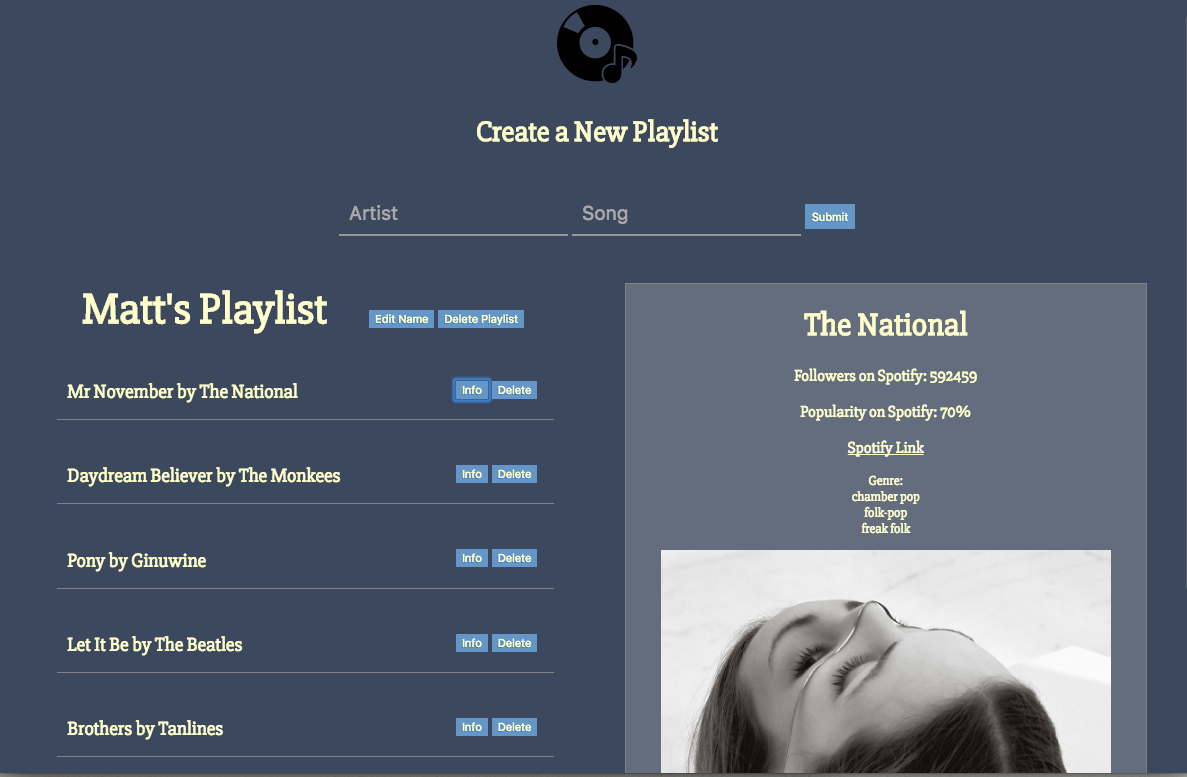 Create a New Playlist
Artist
Song
Submit
Matt's Playlist
Edit Name
Delete Playlist
Mr November by The National
Info
Delete
Daydream Believer by The Monkees
Info
Delete
Pony by Ginuwine
Info
Delete
Let It Be by The Beatles
Info
Delete
Brothers by Tanlines
Info
Delete
The National
Followers on Spotify: 592459
Popularity on Spotify: 70%
Spotify Link
Genre:
chamber pop
folk-pop
freak folk